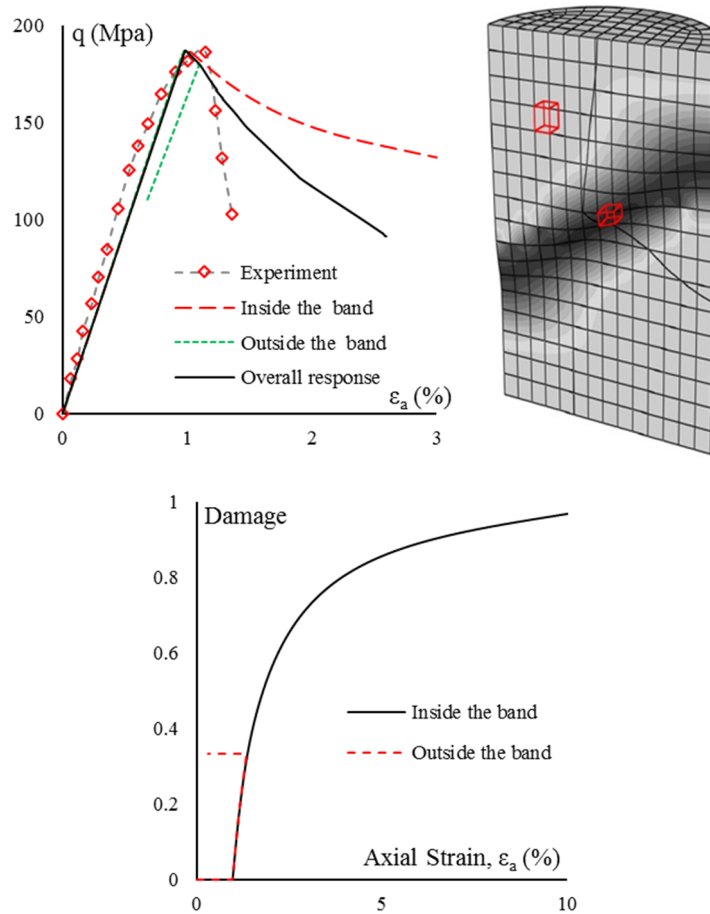 q (Mpa)
200
150
100
50
0
0
1
2
3
εa (%)
Experiment
Inside the band
Outside the band
Overall response
Damage
1
0.8
0.6
0.4
0.2
0
0
5
10
Axial Strain, εa (%)
Inside the band
Outside the band